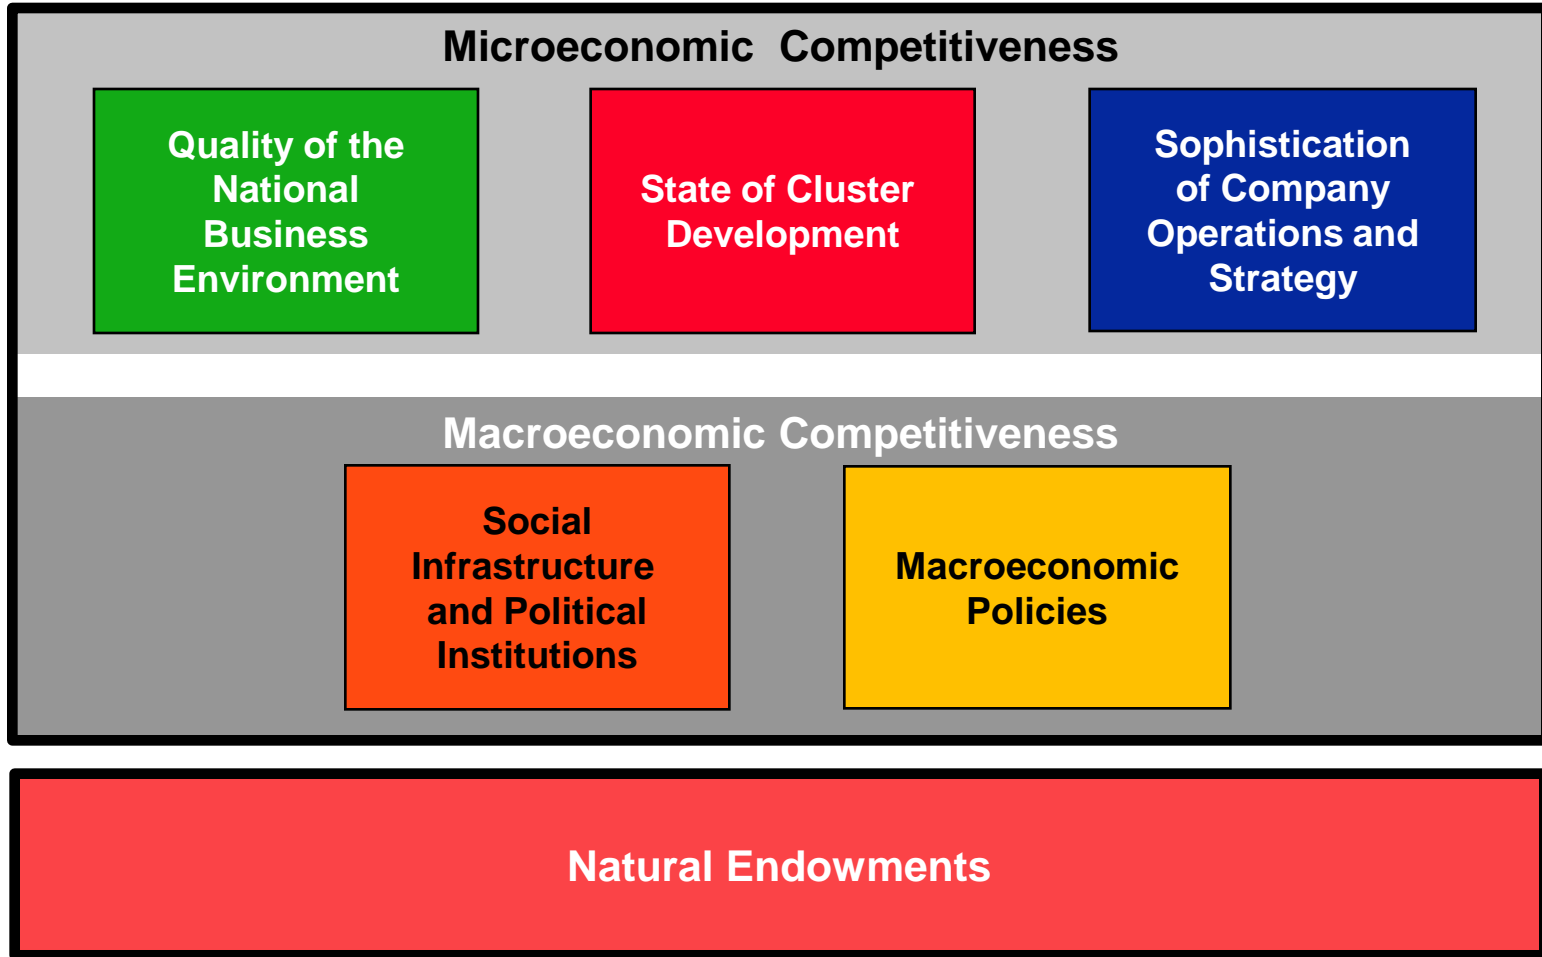 Microeconomic Competitiveness
Quality of the
National
Business
Environment
State of Cluster
Development
Sophistication
of Company
Operations and
Strategy
Macroeconomic Competitiveness
Social
Infrastructure
and Political
Institutions
Macroeconomic
Policies
Natural Endowments